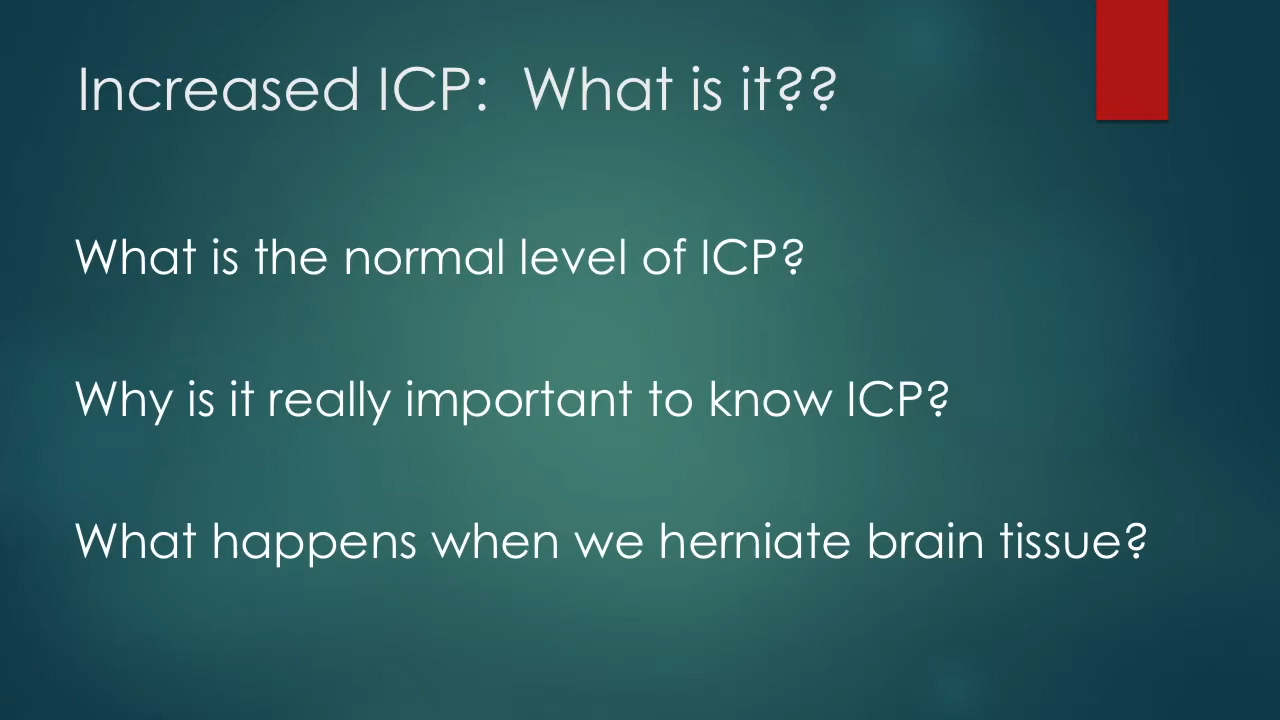 Increased ICP: What is it??
What is the normal level of ICP?
Why is it really important to know ICP?
What happens when we herniate brain tissue?